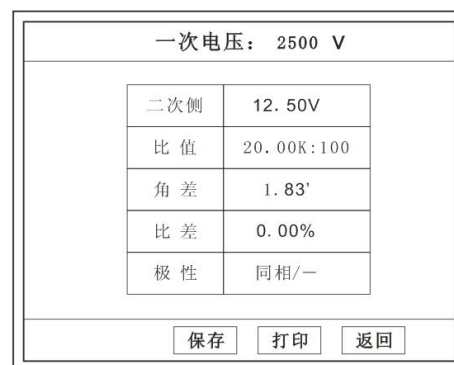 一次电压： 2500 V
二次侧 12.50V
比 值 20.00K:100
角 差 1.83'
比 差 0.00%
极 性 同相/−
保存 打印 返回